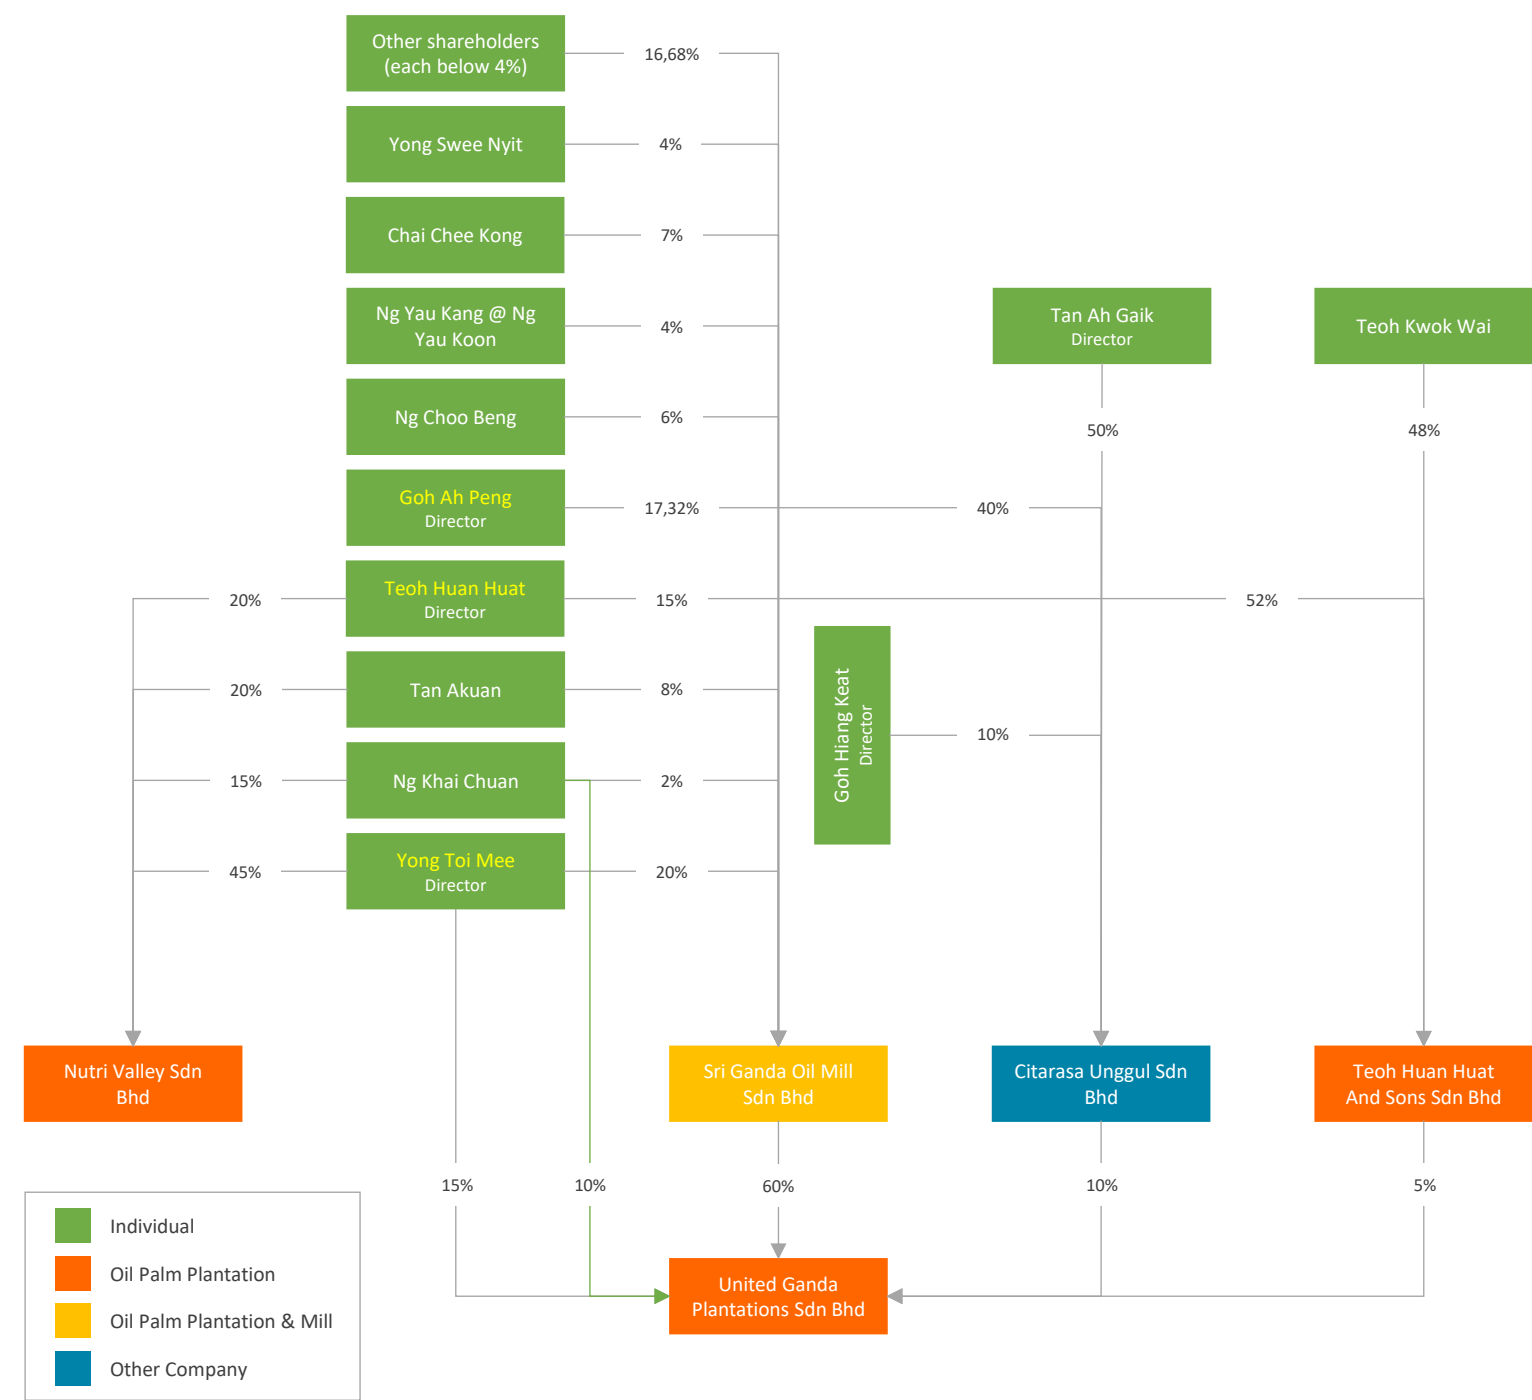 Other shareholders
(each below 4%)
16,68%
Yong Swee Nyit
4%
Chai Chee Kong
7%
Ng Yau Kang @ Ng
Yau Koon
4%
Tan Ah Gaik
Director
Teoh Kwok Wai
Ng Choo Beng
6%
50%
48%
Goh Ah Peng
Director
17,32%
40%
20%
Teoh Huan Huat
Director
15%
52%
20%
Tan Akuan
8%
Goh Hiang Keat
Director
10%
15%
Ng Khai Chuan
2%
45%
Yong Toi Mee
Director
20%
Nutri Valley Sdn
Bhd
Sri Ganda Oil Mill
Sdn Bhd
Citarasa Unggul Sdn
Bhd
Teoh Huan Huat
And Sons Sdn Bhd
15%
10%
60%
10%
5%
United Ganda
Plantations Sdn Bhd
Individual
Oil Palm Plantation
Oil Palm Plantation & Mill
Other Company